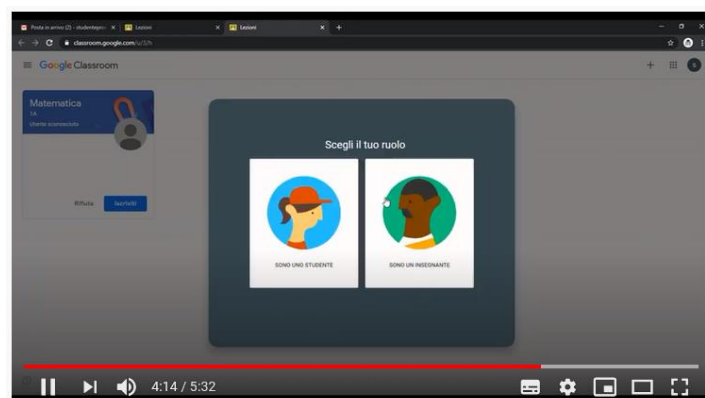 Posta in arrivo (2) - studenteprov
Lezioni
Lezioni
classroom.google.com/u/3/h
Google Classroom
S
Matematica
1A
Utente sconosciuto
Rifiuta
Iscriviti
Scegli il tuo ruolo
SONO UNO STUDENTE
SONO UN INSEGNANTE
4:14 / 5:32